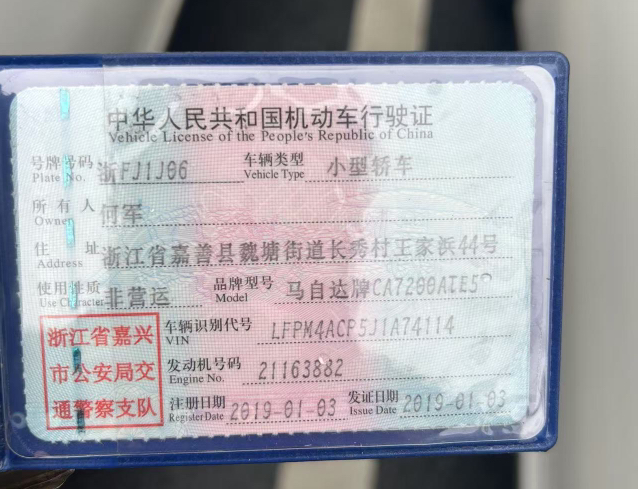 中华人民共和国机动车行驶证
Vehicle License of the People's Republic of China
号牌号码 浙FJ1J06 车辆类型 小型轿车
Plate No. Vehicle Type
所有人 何军
Owner
住址 浙江省嘉善县魏塘街道长秀村王家浜44号
Address
使用性质 非营运 品牌型号 马自达牌CA7200ATE5
Use Character Model
浙江省嘉兴
市公安局交
通警察支队
车辆识别代号 LFPM4ACP5J1A74114
VIN
发动机号码 21163882
Engine No.
注册日期 2019-01-03 发证日期 2019-01-03
Register Date Issue Date